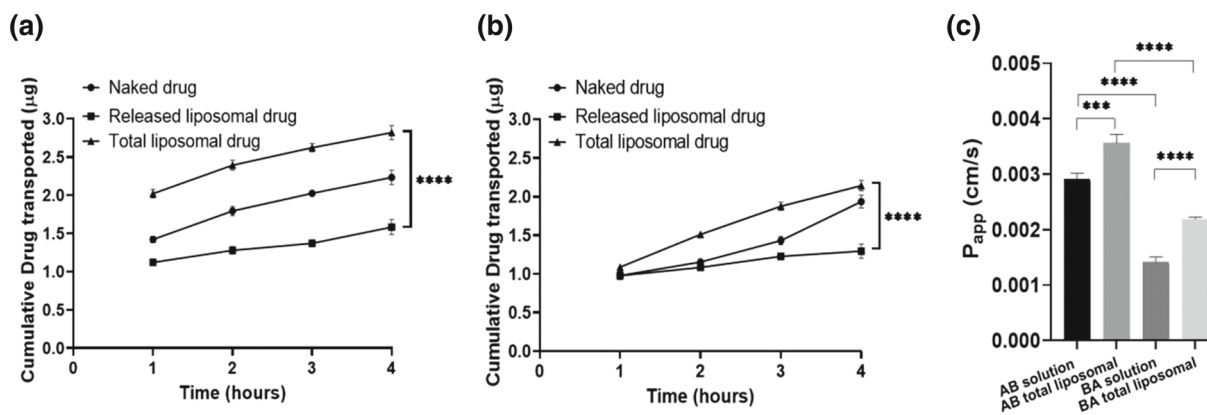 (a)
Naked drug
Released liposomal drug
Total liposomal drug
Cumulative Drug transported (μg)
3.0
2.5
2.0
1.5
1.0
0.5
0.0
****
0 1 2 3 4
Time (hours)
(b)
Naked drug
Released liposomal drug
Total liposomal drug
Cumulative Drug transported (μg)
3.0
2.5
2.0
1.5
1.0
0.5
0.0
****
0 1 2 3 4
Time (hours)
(c)
Papp (cm/s)
0.005
0.004
0.003
0.002
0.001
0.000
****
****
***
****
AB solution
AB total liposomal
BA solution
BA total liposomal